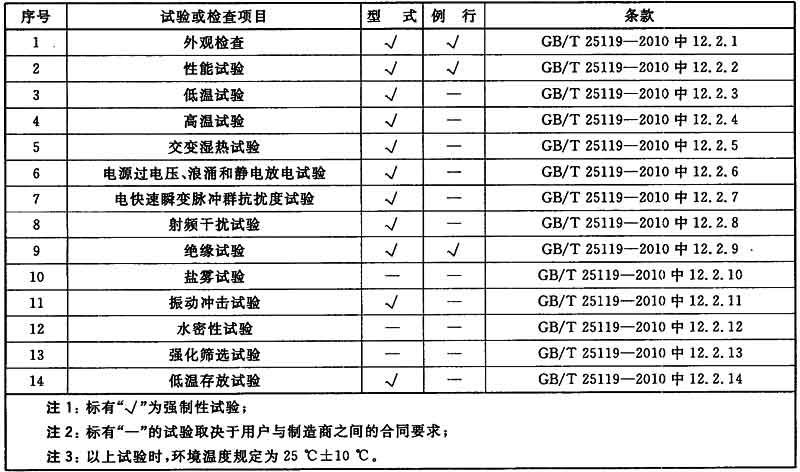 序号 试验或检查项目 型 式 例 行 条款
1 外观检查 √ √ GB/T 25119—2010 中 12.2.1
2 性能试验 √ √ GB/T 25119—2010 中 12.2.2
3 低温试验 √ — GB/T 25119—2010 中 12.2.3
4 高温试验 √ — GB/T 25119—2010 中 12.2.4
5 交变湿热试验 √ — GB/T 25119—2010 中 12.2.5
6 电源过电压、浪涌和静电放电试验 √ — GB/T 25119—2010 中 12.2.6
7 电快速瞬变脉冲群抗扰度试验 √ — GB/T 25119—2010 中 12.2.7
8 射频干扰试验 √ — GB/T 25119—2010 中 12.2.8
9 绝缘试验 √ √ GB/T 25119—2010 中 12.2.9
10 盐雾试验 — — GB/T 25119—2010 中 12.2.10
11 振动冲击试验 √ — GB/T 25119—2010 中 12.2.11
12 水密性试验 — — GB/T 25119—2010 中 12.2.12
13 强化筛选试验 — — GB/T 25119—2010 中 12.2.13
14 低温存放试验 √ — GB/T 25119—2010 中 12.2.14
注 1：标有“√”为强制性试验；
注 2：标有“—”的试验取决于用户与制造商之间的合同要求；
注 3：以上试验时，环境温度规定为 25 ℃±10 ℃。